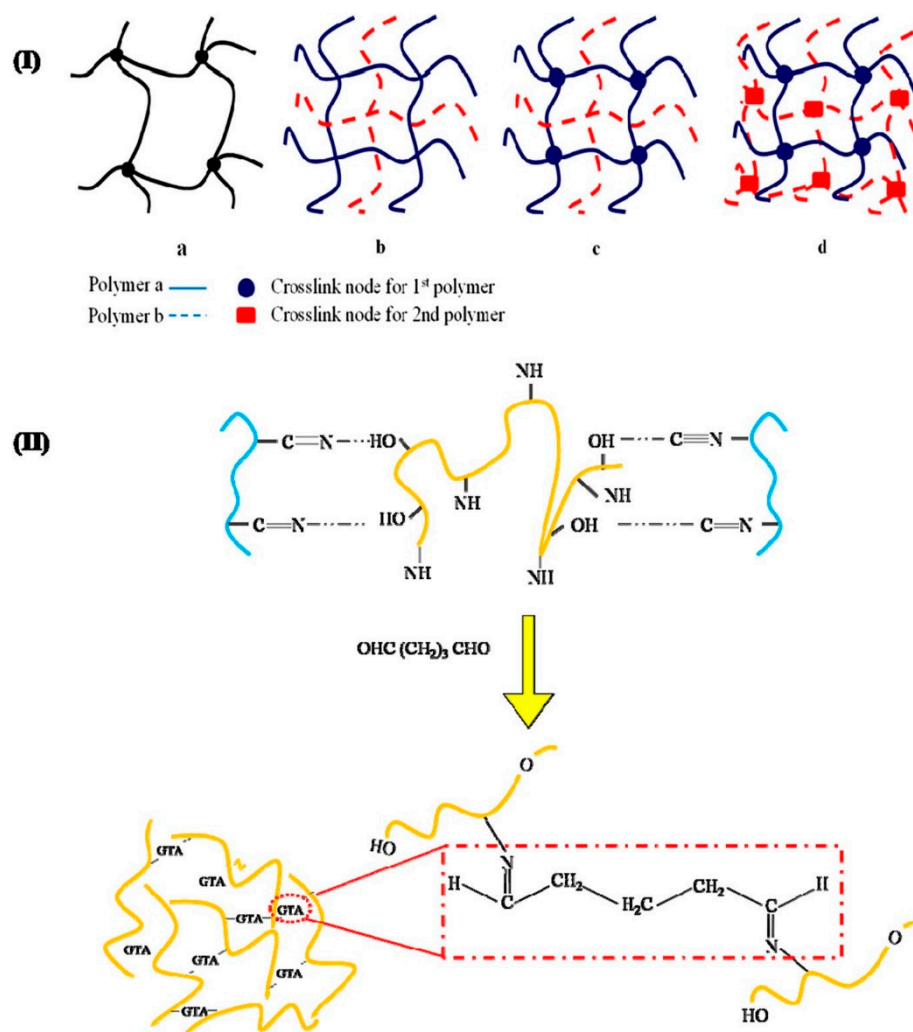 (I)
a b c d
Polymer a Crosslink node for 1st polymer
Polymer b Crosslink node for 2nd polymer
(II)
NH
C=N HO OH C≡N
NH NH
C=N HO OH C=N
NH NH
OHC(CH2)3 CHO
O
HO
GTA N
GTA H CH2 CH2 H
GTA C H2C C
GTA
GTA GTA N O
GTA
GTA HO